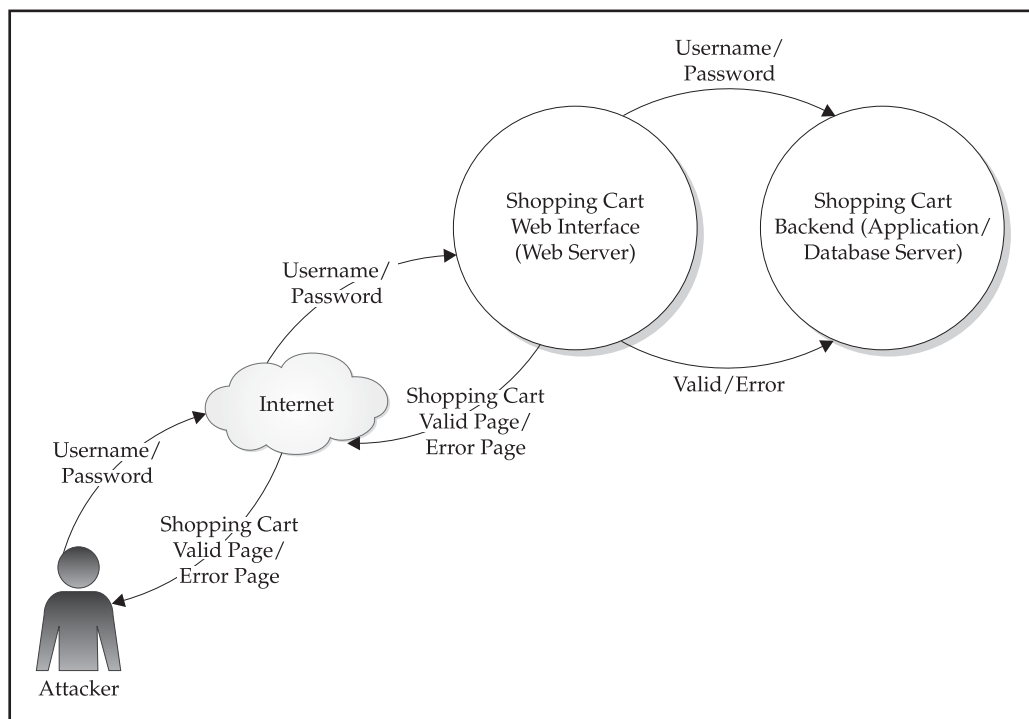 Username/
Password
Shopping Cart
Web Interface
(Web Server)
Shopping Cart
Backend (Application/
Database Server)
Username/
Password
Valid/Error
Internet
Shopping Cart
Valid Page/
Error Page
Username/
Password
Shopping Cart
Valid Page/
Error Page
Attacker